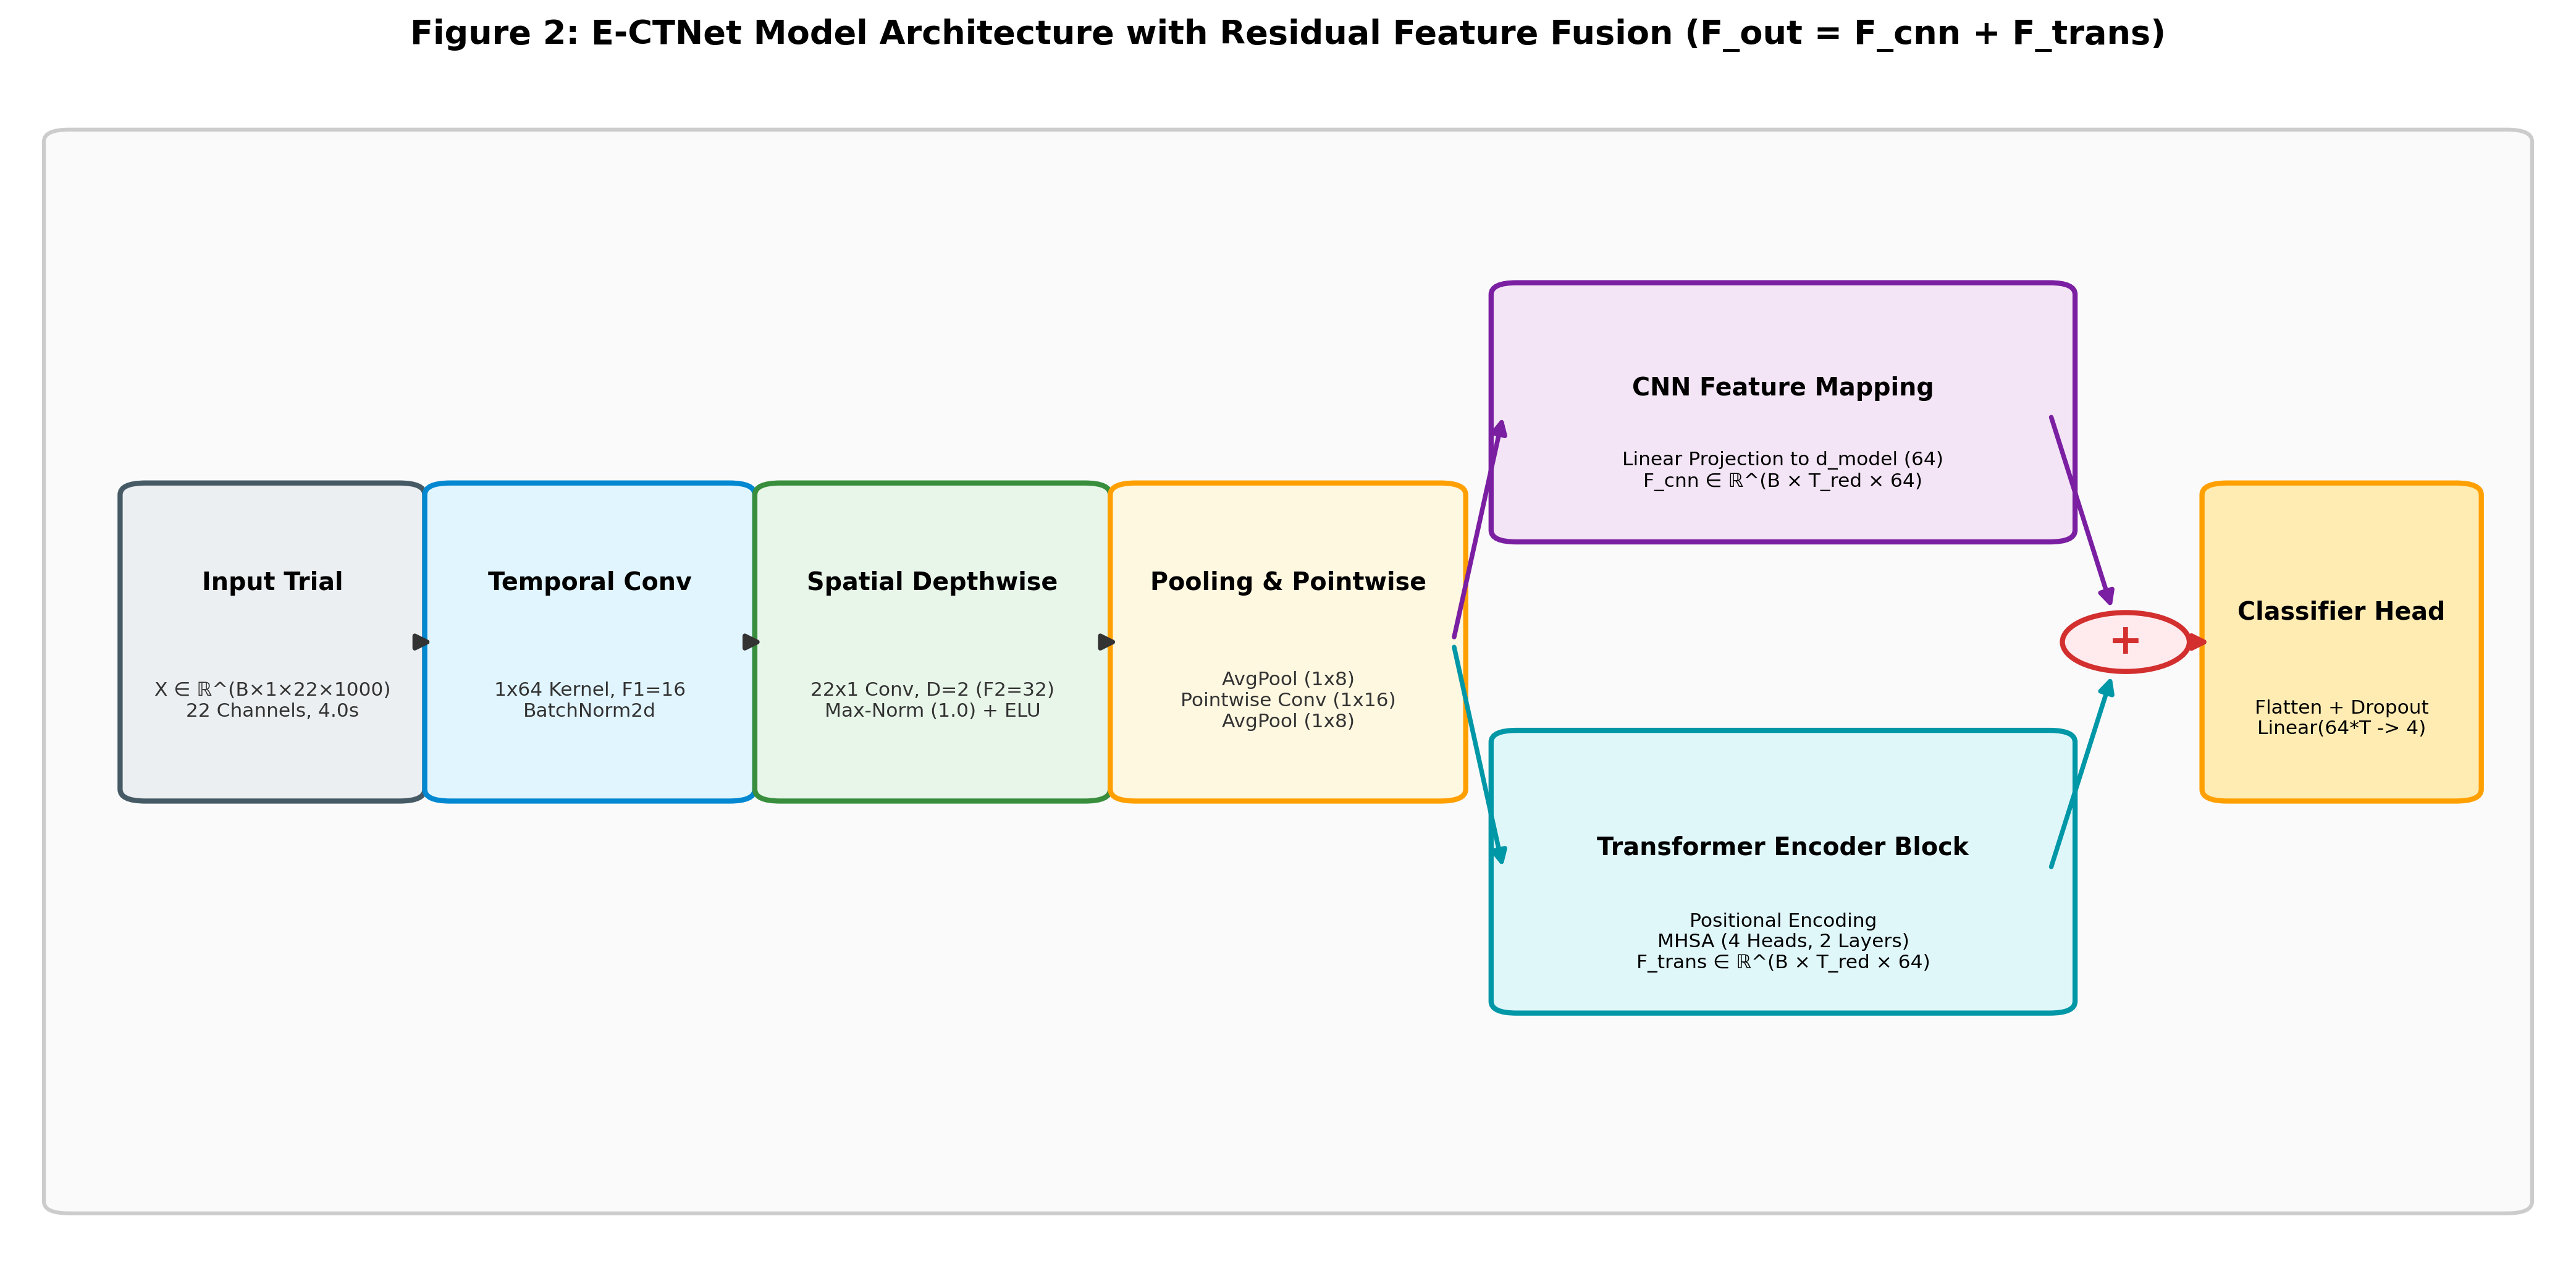 Figure 2: E-CTNet Model Architecture with Residual Feature Fusion (F_out = F_cnn + F_trans)
Input Trial
X ∈ ℝ^(B×1×22×1000)
22 Channels, 4.0s
Temporal Conv
1x64 Kernel, F1=16
BatchNorm2d
Spatial Depthwise
22x1 Conv, D=2 (F2=32)
Max-Norm (1.0) + ELU
Pooling & Pointwise
AvgPool (1x8)
Pointwise Conv (1x16)
AvgPool (1x8)
CNN Feature Mapping
Linear Projection to d_model (64)
F_cnn ∈ ℝ^(B × T_red × 64)
Transformer Encoder Block
Positional Encoding
MHSA (4 Heads, 2 Layers)
F_trans ∈ ℝ^(B × T_red × 64)
+
Classifier Head
Flatten + Dropout
Linear(64*T -> 4)